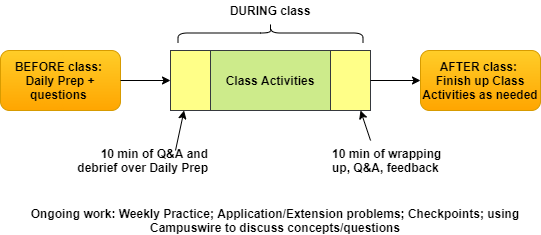 DURING class
BEFORE class:
Daily Prep +
questions
Class Activities
AFTER class:
Finish up Class
Activities as needed
10 min of Q&A and
debrief over Daily Prep
10 min of wrapping
up, Q&A, feedback
Ongoing work: Weekly Practice; Application/Extension problems; Checkpoints; using
Campuswire to discuss concepts/questions